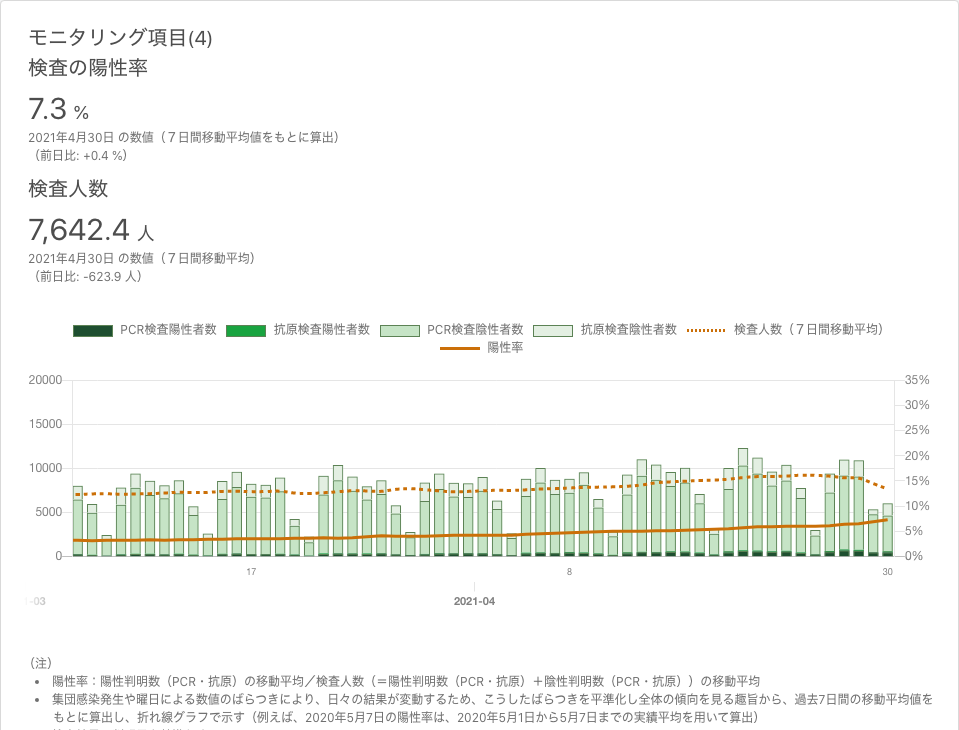 モニタリング項目(4)
検査の陽性率
7.3 %
2021年4月30日 の数値（７日間移動平均値をもとに算出）
（前日比: +0.4 %）
検査人数
7,642.4 人
2021年4月30日 の数値（７日間移動平均）
（前日比: -623.9 人）
PCR検査陽性者数 抗原検査陽性者数 PCR検査陰性者数 抗原検査陰性者数 検査人数（７日間移動平均）
陽性率
20000 35%
30%
15000 25%
20%
10000 15%
5000 10%
5%
0 0%
17 8 30
-03 2021-04
（注）
• 陽性率：陽性判明数（PCR・抗原）の移動平均／検査人数（＝陽性判明数（PCR・抗原）＋陰性判明数（PCR・抗原））の移動平均
• 集団感染発生や曜日による数値のばらつきにより、日々の結果が変動するため、こうしたばらつきを平準化し全体の傾向を見る趣旨から、過去7日間の移動平均値を
もとに算出し、折れ線グラフで示す（例えば、2020年5月7日の陽性率は、2020年5月1日から5月7日までの実績平均を用いて算出）